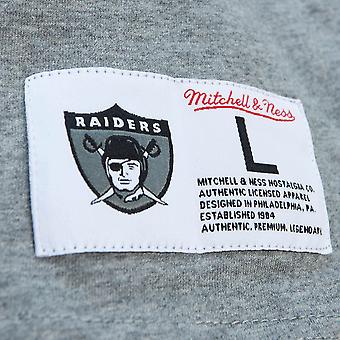 RAIDERS
Mitchell & Ness
L
MITCHELL & NESS NOSTALGIA CO.
AUTHENTIC LICENSED APPAREL
DESIGNED IN PHILADELPHIA, PA.
ESTABLISHED 1904
AUTHENTIC. PREMIUM. LEGENDARY.